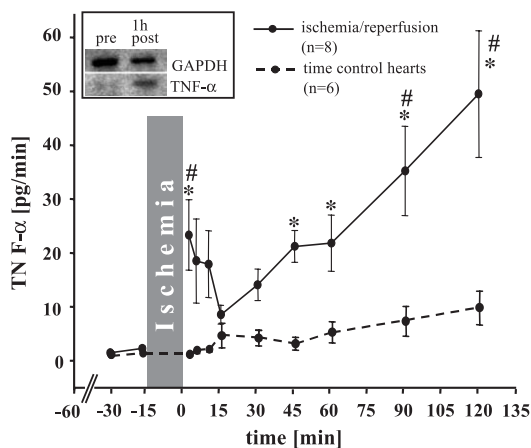 1h
pre post
GAPDH
TNF-α
ischemia/reperfusion
(n=8)
time control hearts
(n=6)
#
*
#
*
*
*
#
*
Ischemia
TN F-α [pg/min]
60
50
40
30
20
10
0
-60 -30 -15 0 15 30 45 60 75 90 105 120 135
time [min]